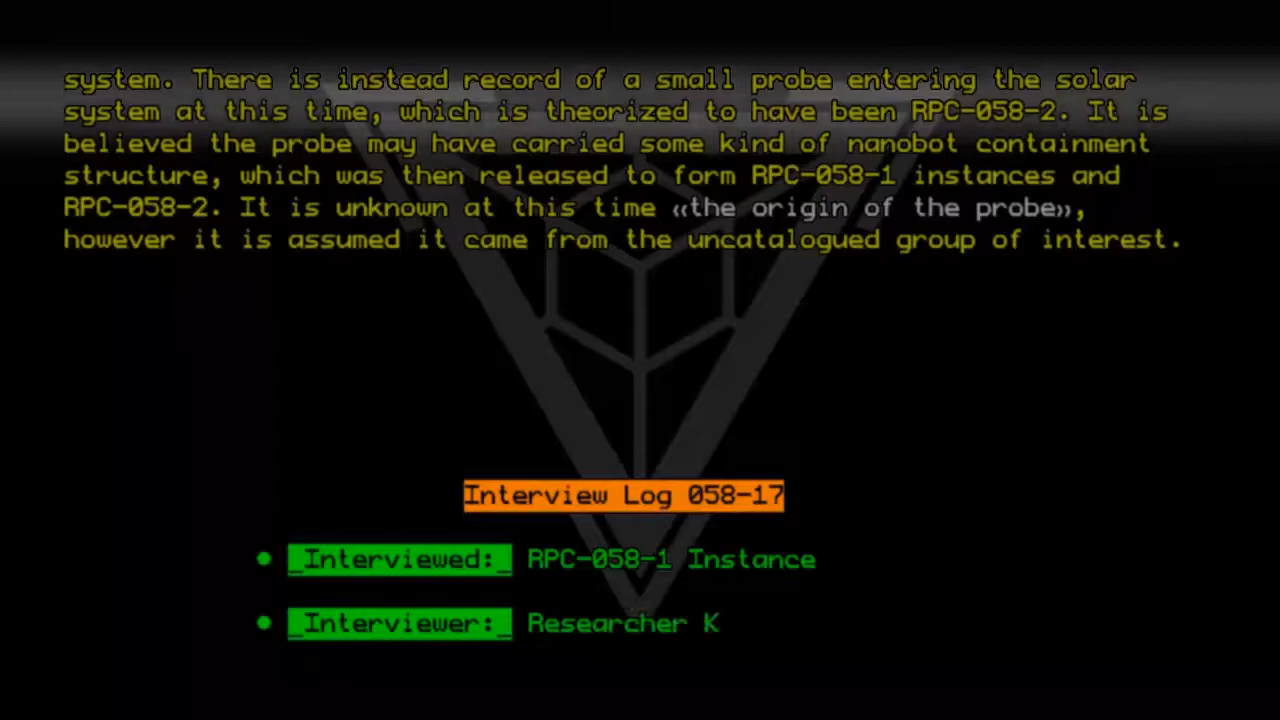 system. There is instead record of a small probe entering the solar
system at this time, which is theorized to have been RPC-058-2. It is
believed the probe may have carried some kind of nanobot containment
structure, which was then released to form RPC-058-1 instances and
RPC-058-2. It is unknown at this time «the origin of the probe»,
however it is assumed it came from the uncatalogued group of interest.
Interview Log 058-17
• _Interviewed:_ RPC-058-1 Instance
• _Interviewer:_ Researcher K